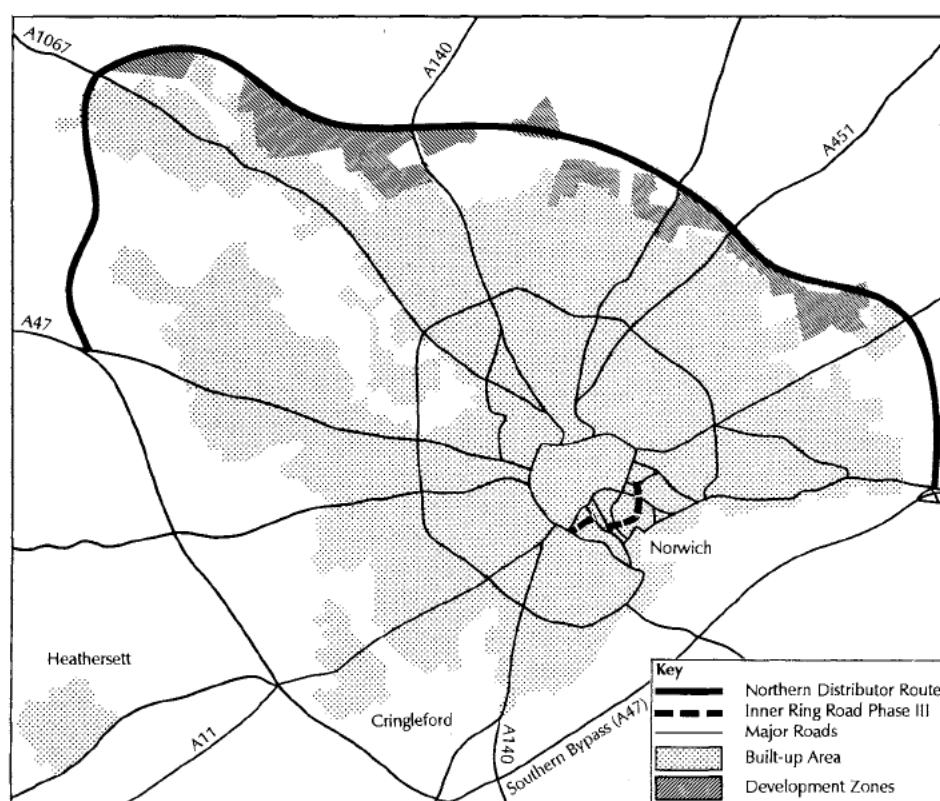 A1067
A140
A451
A47
Norwich
Heathersett
Cringleford
A11
A140
Southern Bypass (A47)
Key
Northern Distributor Route
Inner Ring Road Phase III
Major Roads
Built-up Area
Development Zones